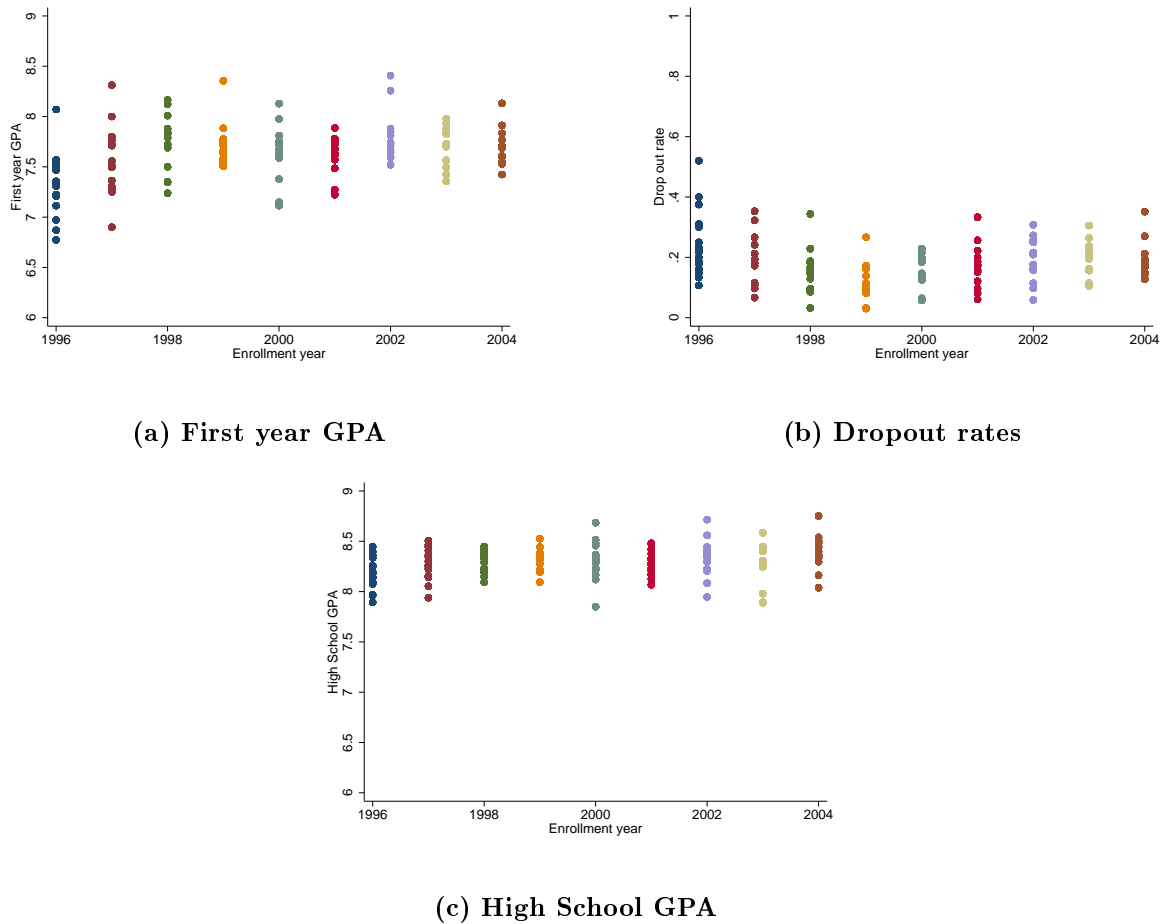 First year GPA
9
8.5
8
7.5
7
6.5
6
1996 1998 2000 2002 2004
Enrollment year
(a) First year GPA
Drop out rate
1
.8
.6
.4
.2
0
1996 1998 2000 2002 2004
Enrollment year
(b) Dropout rates
High School GPA
9
8.5
8
7.5
7
6.5
6
1996 1998 2000 2002 2004
Enrollment year
(c) High School GPA